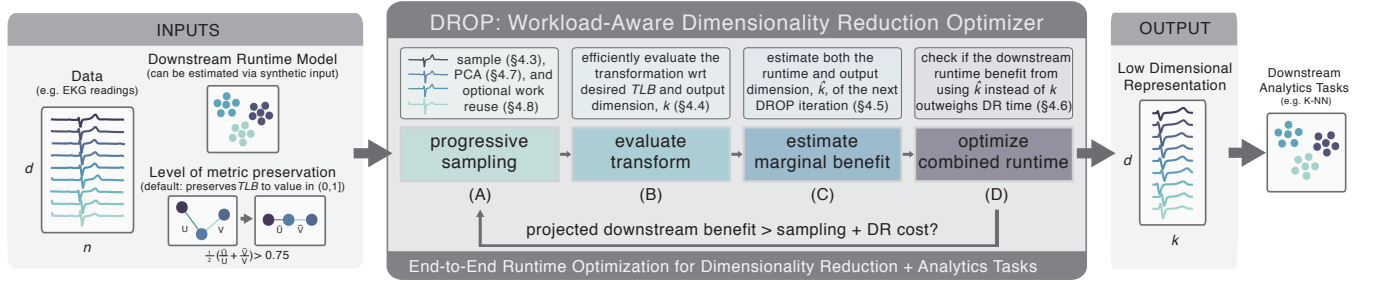 INPUTS
Data
(e.g. EKG readings)
d
n
Downstream Runtime Model
(can be estimated via synthetic input)
Level of metric preservation
(default: preserves TLB to value in (0,1])
U V
Ũ Ṽ
½(Ũ/U + Ṽ/V) > 0.75
DROP: Workload-Aware Dimensionality Reduction Optimizer
sample (§4.3),
PCA (§4.7), and
optional work
reuse (§4.8)
progressive
sampling
(A)
efficiently evaluate the
transformation wrt
desired TLB and output
dimension, k (§4.4)
evaluate
transform
(B)
estimate both the
runtime and output
dimension, k̂, of the next
DROP iteration (§4.5)
estimate
marginal benefit
(C)
check if the downstream
runtime benefit from
using k̂ instead of k
outweighs DR time (§4.6)
optimize
combined runtime
(D)
projected downstream benefit > sampling + DR cost?
End-to-End Runtime Optimization for Dimensionality Reduction + Analytics Tasks
OUTPUT
Low Dimensional
Representation
d
k
Downstream
Analytics Tasks
(e.g. K-NN)